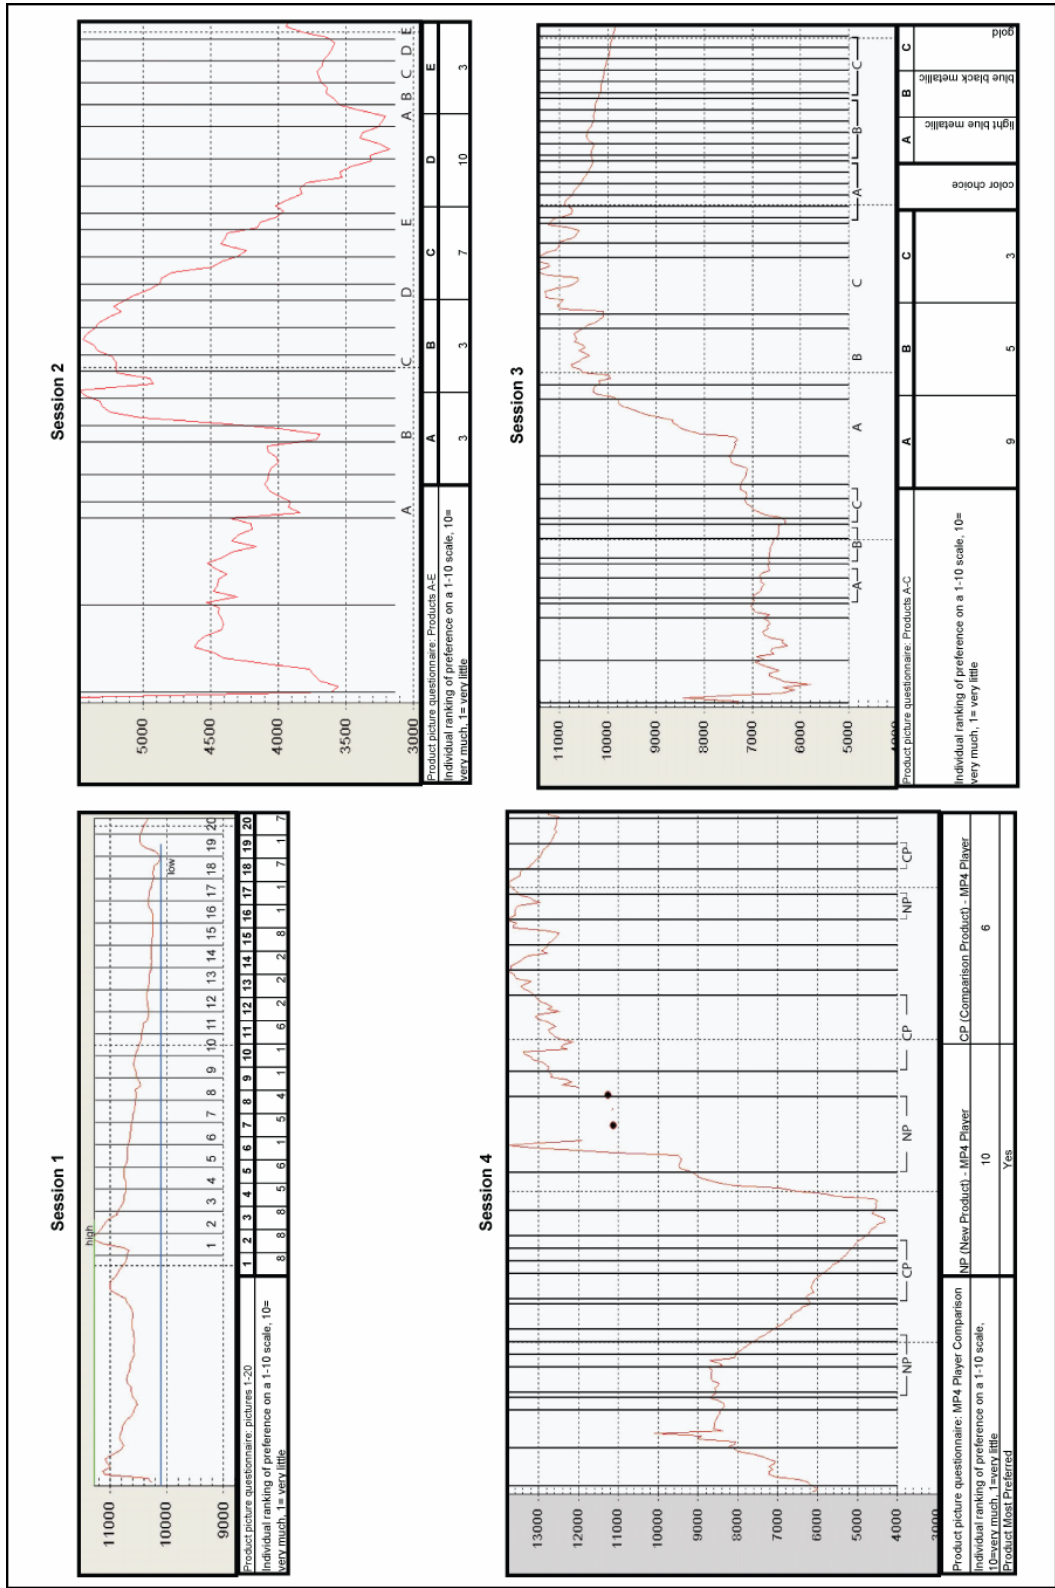 Session 1
high
low
11000
10000
9000
1 2 3 4 5 6 7 8 9 10 11 12 13 14 15 16 17 18 19 20
Product picture questionnaire: pictures 1-20
1 2 3 4 5 6 7 8 9 10 11 12 13 14 15 16 17 18 19 20
Individual ranking of preference on a 1-10 scale, 10=
very much, 1= very little
8 8 8 5 6 1 5 4 1 1 6 2 2 2 8 1 1 7 1 7
Session 2
5000
4500
4000
3500
3000
A B C D E A B C D E
Product picture questionnaire: Products A-E
A B C D E
Individual ranking of preference on a 1-10 scale, 10=
very much, 1= very little
3 3 7 10 3
Session 4
13000
12000
11000
10000
9000
8000
7000
6000
5000
4000
3000
NP CP NP CP NP CP
Product picture questionnaire: MP4 Player Comparison
NP (New Product) - MP4 Player
CP (Comparison Product) - MP4 Player
Individual ranking of preference on a 1-10 scale,
10=very much, 1=very little
10 6
Product Most Preferred
Yes
Session 3
11000
10000
9000
8000
7000
6000
5000
A B C A B C A B C
Product picture questionnaire: Products A-C
A B C
color choice
A B C
Individual ranking of preference on a 1-10 scale, 10=
very much, 1= very little
9 5 3
light blue metallic
blue black metallic
gold